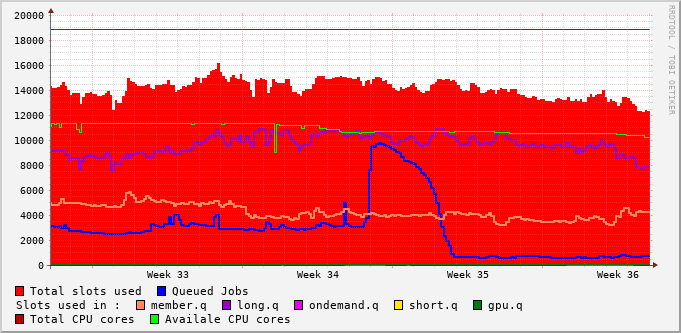 20000
18000
16000
14000
12000
10000
8000
6000
4000
2000
0
Week 33 Week 34 Week 35 Week 36
Total slots used Queued Jobs
Slots used in : member.q long.q ondemand.q short.q gpu.q
Total CPU cores Availale CPU cores
RRDTOOL / TOBI OETIKER